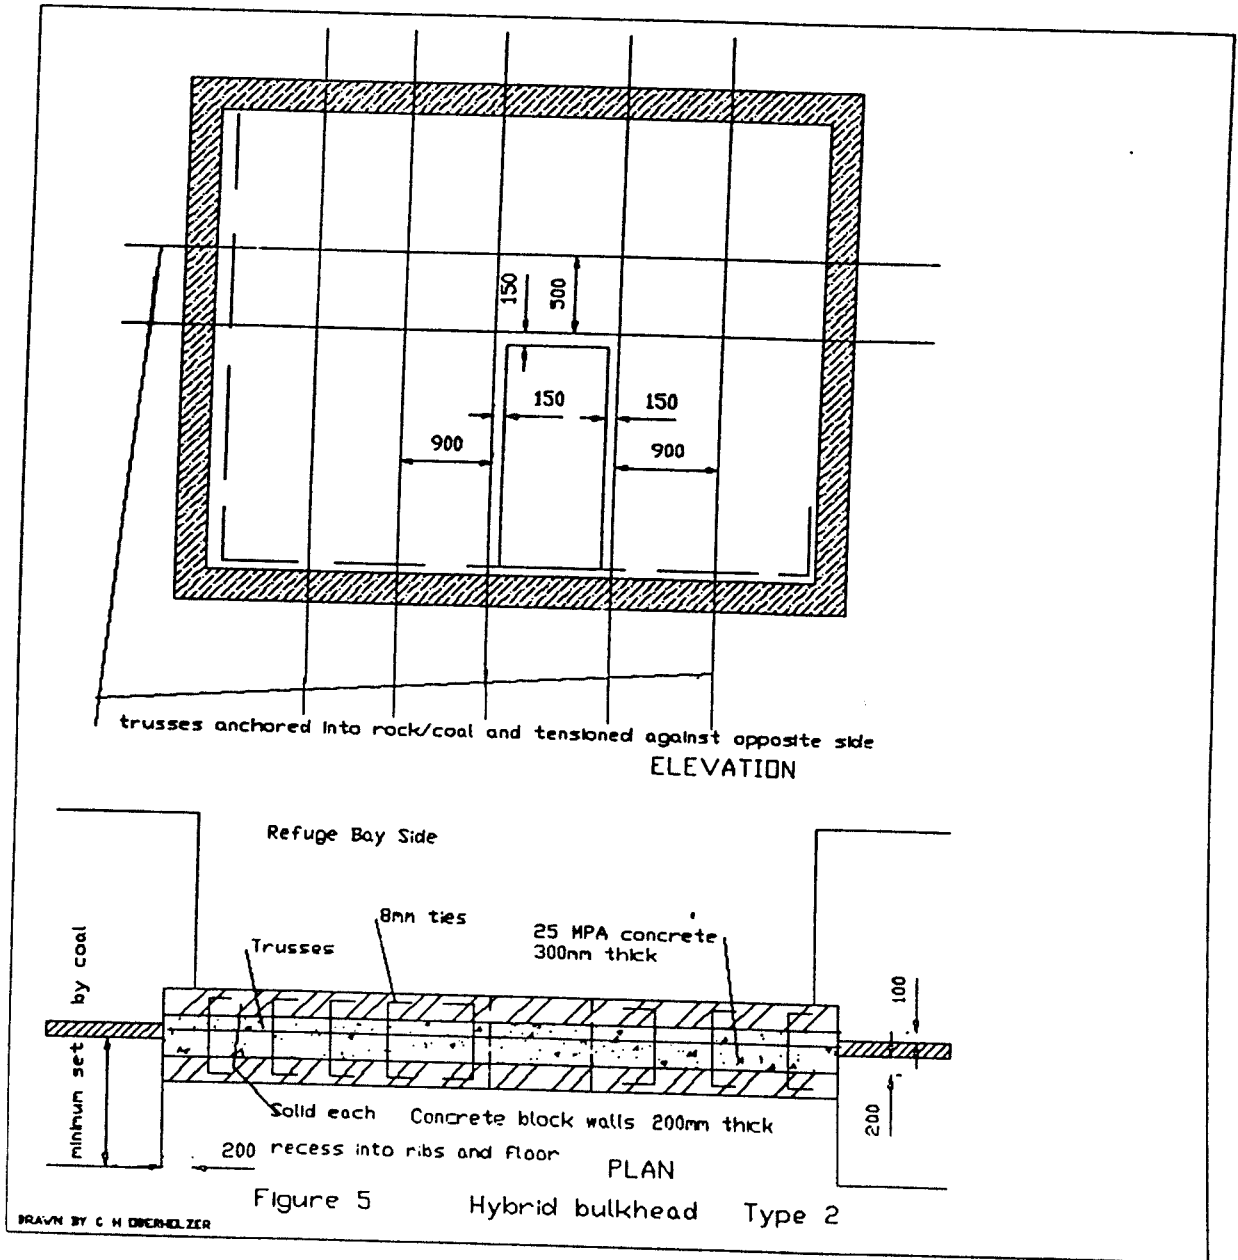 150
500
150
150
900
900
trusses anchored into rock/coal and tensioned against opposite side
ELEVATION
Refuge Bay Side
8mm ties
25 MPA concrete
300mm thick
Trusses
minimum set by coal
100
200
Solid each
Concrete block walls 200mm thick
200 recess into ribs and floor
PLAN
Figure 5
Hybrid bulkhead Type 2
DRAWN BY C H OBERHOLZER